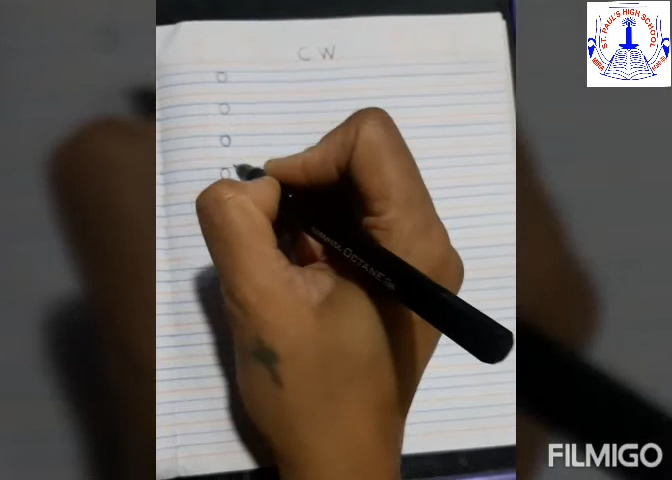 ST. PAUL'S HIGH SCHOOL
C W
o
o
o
o
OCTANE
FILMIGO